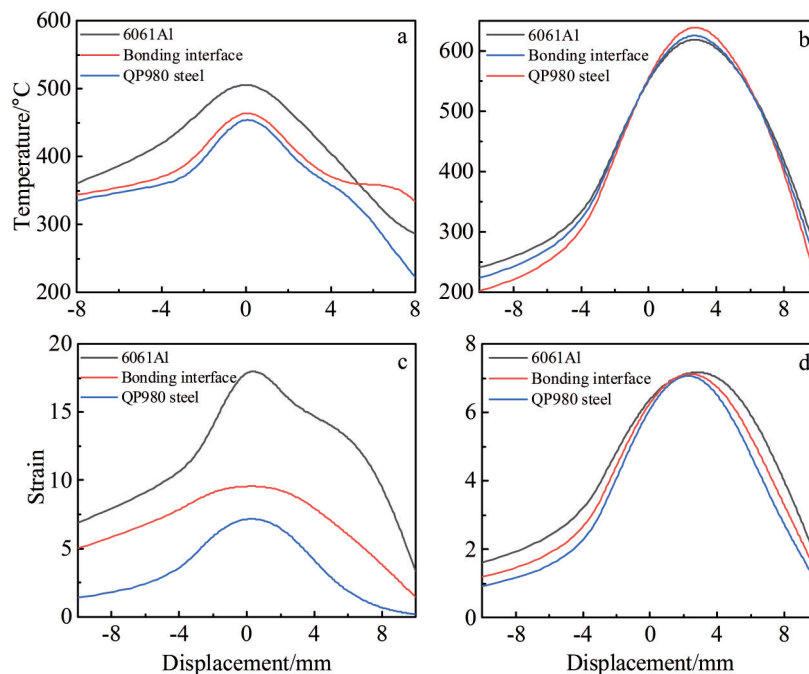 600
500
400
300
200
Temperature/°C
6061Al
Bonding interface
QP980 steel
a
-8
-4
0
4
8
600
500
400
300
200
6061Al
Bonding interface
QP980 steel
b
-8
-4
0
4
8
20
15
10
5
0
Strain
6061Al
Bonding interface
QP980 steel
c
-8
-4
0
4
8
Displacement/mm
8
6
4
2
0
6061Al
Bonding interface
QP980 steel
d
-8
-4
0
4
8
Displacement/mm